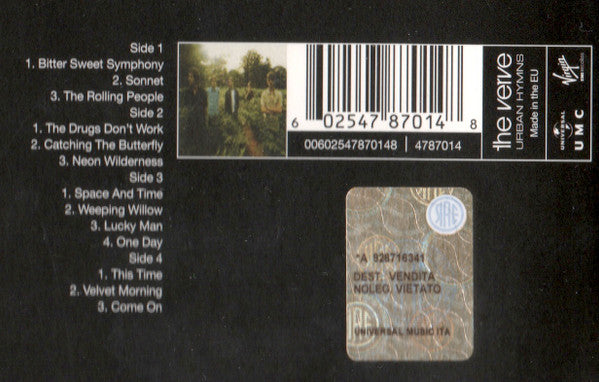 Side 1
1. Bitter Sweet Symphony
2. Sonnet
3. The Rolling People
Side 2
1. The Drugs Don't Work
2. Catching The Butterfly
3. Neon Wilderness
Side 3
1. Space And Time
2. Weeping Willow
3. Lucky Man
4. One Day
Side 4
1. This Time
2. Velvet Morning
3. Come On
6 02547 87014 8
00602547870148 | 4787014
the verve
URBAN HYMNS
Made in the EU
Virgin
UNIVERSAL
UMC
*A 926716341
DEST. VENDITA
NOLEG. VIETATO
UNIVERSAL MUSIC ITA